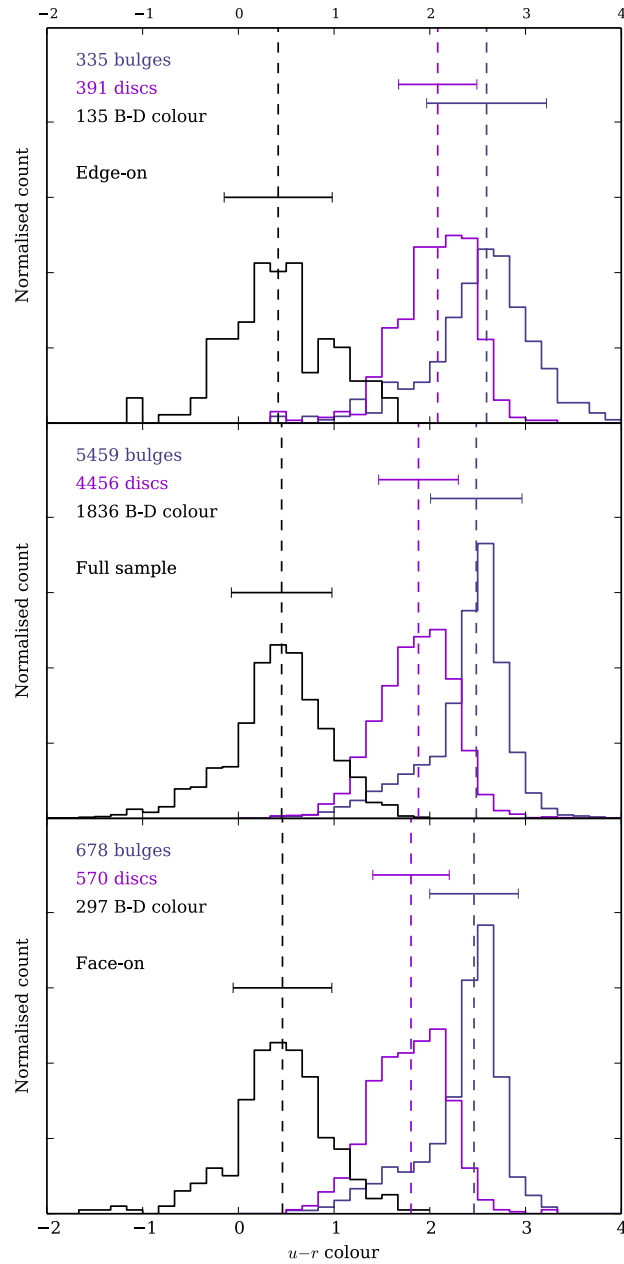 −2 −1 0 1 2 3 4
335 bulges
391 discs
135 B-D colour
Edge-on
Normalised count
5459 bulges
4456 discs
1836 B-D colour
Full sample
Normalised count
678 bulges
570 discs
297 B-D colour
Face-on
Normalised count
−2 −1 0 1 2 3 4
u−r colour